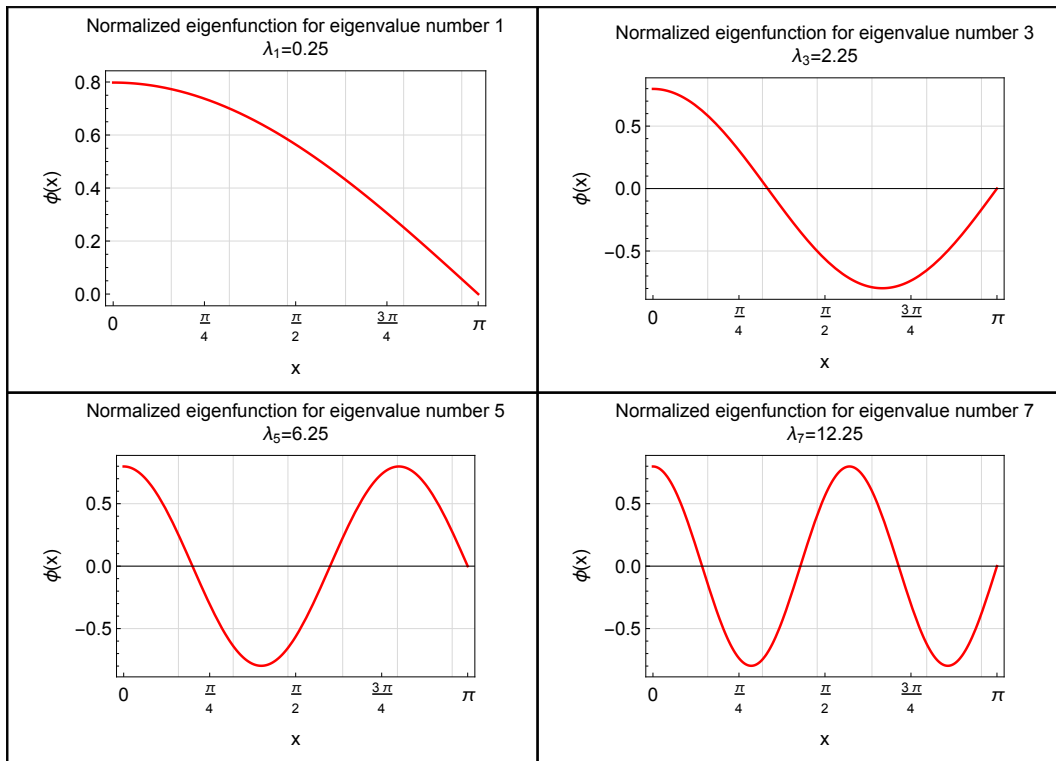 Normalized eigenfunction for eigenvalue number 1
λ₁=0.25
0.8
0.6
0.4
0.2
0.0
ϕ(x)
0 π/4 π/2 3π/4 π
x
Normalized eigenfunction for eigenvalue number 3
λ₃=2.25
0.5
0.0
−0.5
ϕ(x)
0 π/4 π/2 3π/4 π
x
Normalized eigenfunction for eigenvalue number 5
λ₅=6.25
0.5
0.0
−0.5
ϕ(x)
0 π/4 π/2 3π/4 π
x
Normalized eigenfunction for eigenvalue number 7
λ₇=12.25
0.5
0.0
−0.5
ϕ(x)
0 π/4 π/2 3π/4 π
x